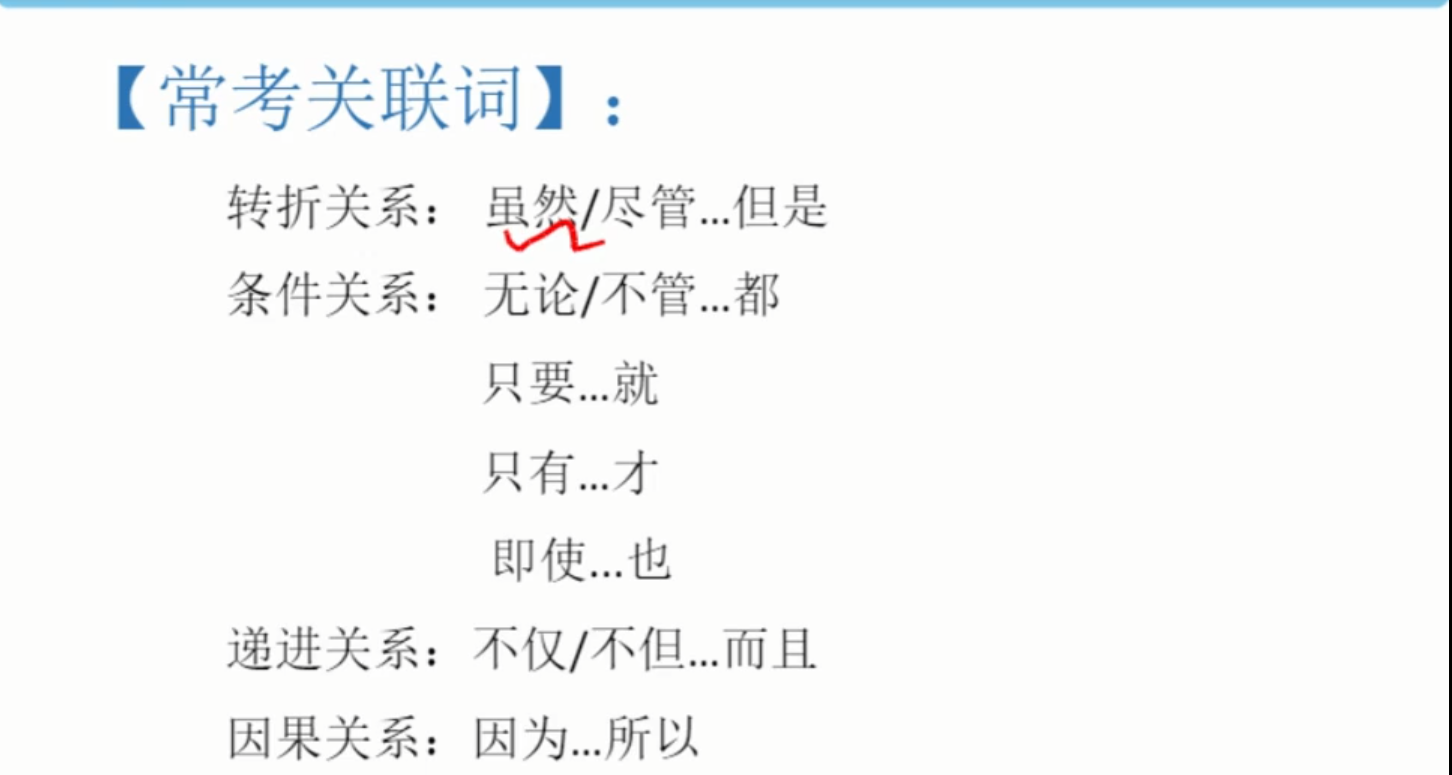 【常考关联词】：
转折关系： 虽然/尽管...但是
条件关系： 无论/不管...都
只要...就
只有...才
即使...也
递进关系：不仅/不但...而且
因果关系：因为...所以